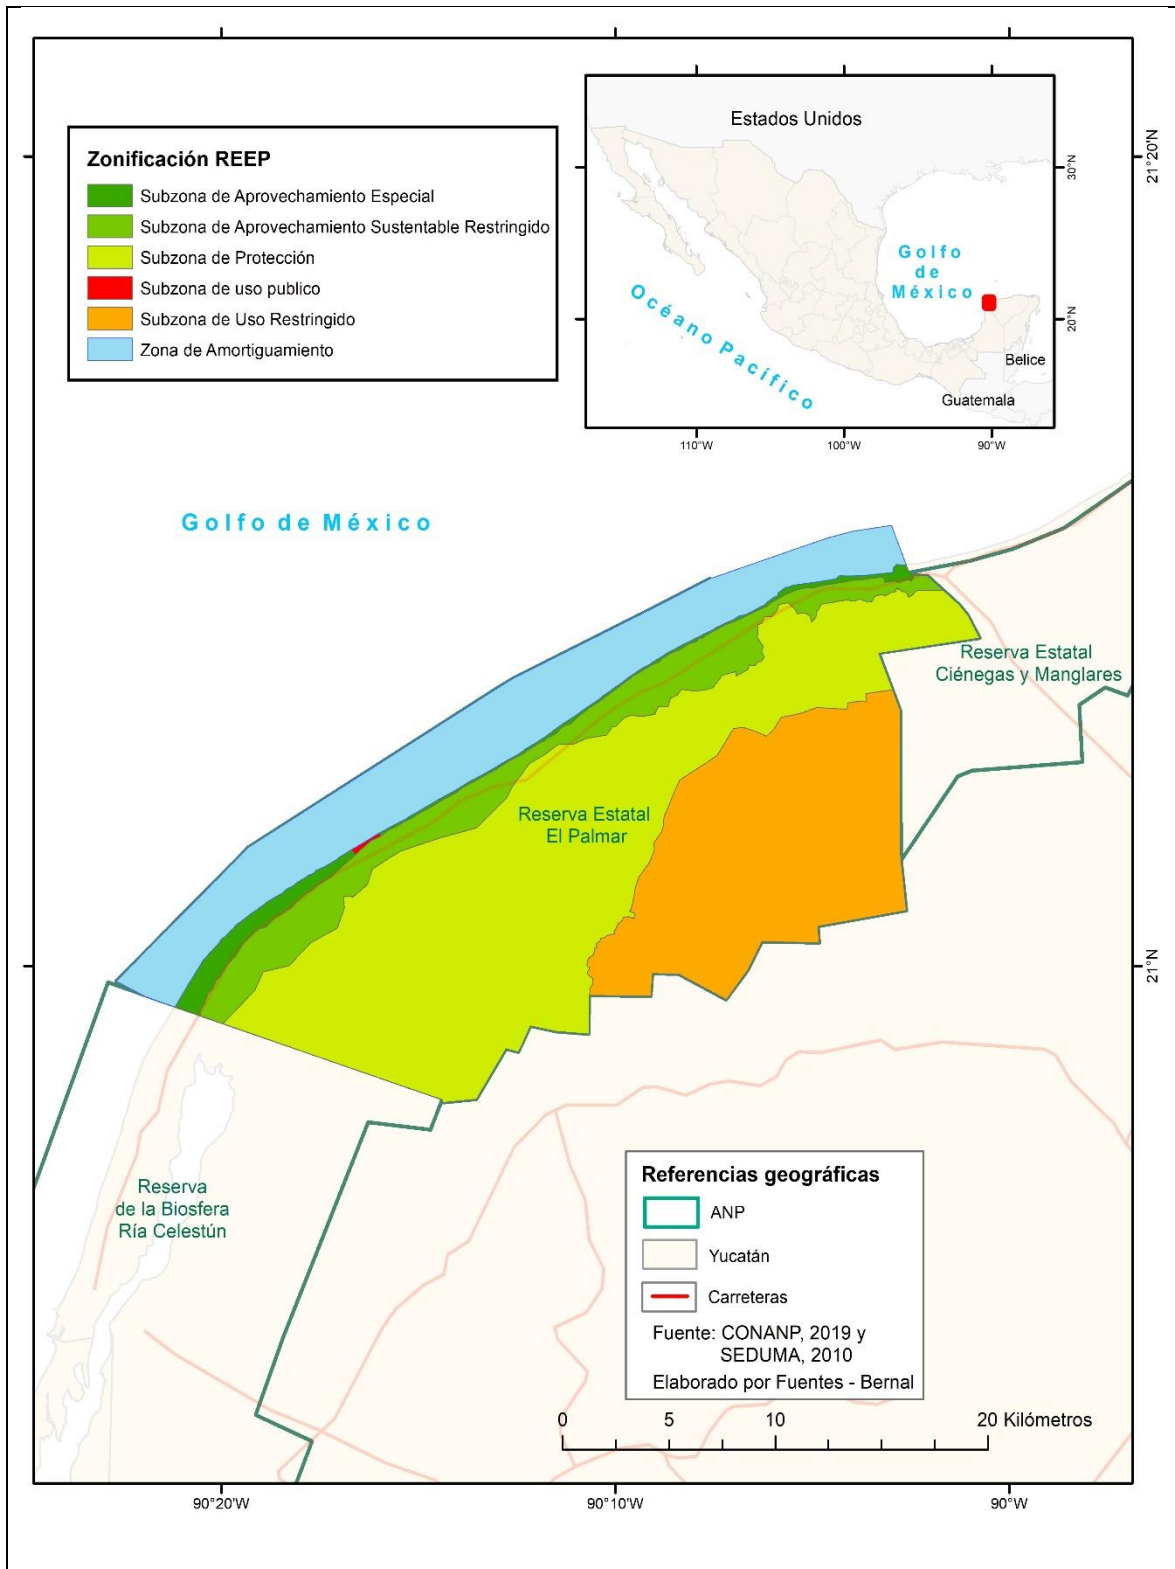 Zonificación REEP
Subzona de Aprovechamiento Especial
Subzona de Aprovechamiento Sustentable Restringido
Subzona de Protección
Subzona de uso publico
Subzona de Uso Restringido
Zona de Amortiguamiento
Estados Unidos
Golfo
de
México
Océano Pacífico
Belice
Guatemala
30°N
20°N
110°W
100°W
90°W
21°20'N
Golfo de México
Reserva Estatal
Ciénegas y Manglares
Reserva Estatal
El Palmar
21°N
Reserva
de la Biosfera
Ría Celestún
Referencias geográficas
ANP
Yucatán
Carreteras
Fuente: CONANP, 2019 y
SEDUMA, 2010
Elaborado por Fuentes - Bernal
0 5 10 20 Kilómetros
90°20'W
90°10'W
90°W